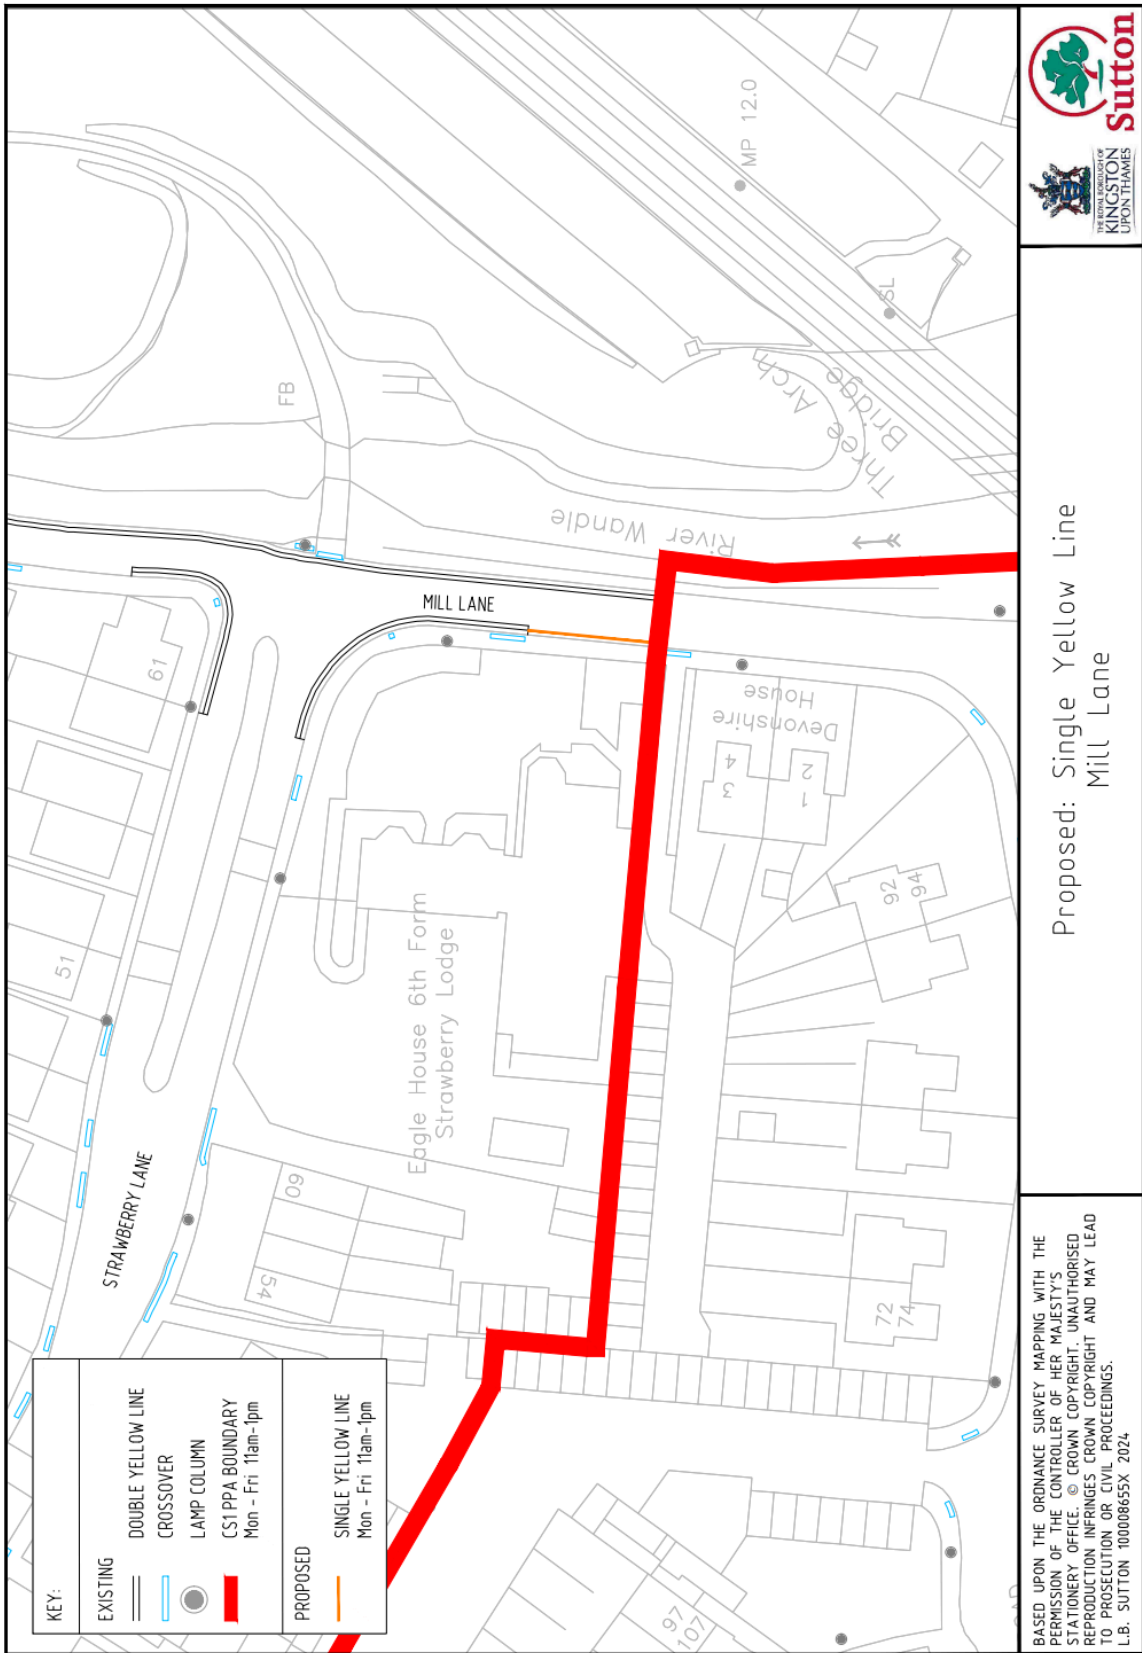 KEY:
EXISTING
DOUBLE YELLOW LINE
CROSSOVER
LAMP COLUMN
CS1 PPA BOUNDARY
Mon - Fri 11am-1pm
PROPOSED
SINGLE YELLOW LINE
Mon - Fri 11am-1pm
STRAWBERRY LANE
MILL LANE
51
61
54
60
Eagle House 6th Form
Strawberry Lodge
FB
River Wandle
Three Arch
Bridge
MP 12.0
SL
Devonshire
House
3 4
1 2
92
94
72
74
97
107
BASED UPON THE ORDNANCE SURVEY MAPPING WITH THE
PERMISSION OF THE CONTROLLER OF HER MAJESTY'S
STATIONERY OFFICE. © CROWN COPYRIGHT. UNAUTHORISED
REPRODUCTION INFRINGES CROWN COPYRIGHT AND MAY LEAD
TO PROSECUTION OR CIVIL PROCEEDINGS.
L.B. SUTTON 100008655X 2024
Proposed: Single Yellow Line
Mill Lane
THE ROYAL BOROUGH OF
KINGSTON
UPON THAMES
Sutton